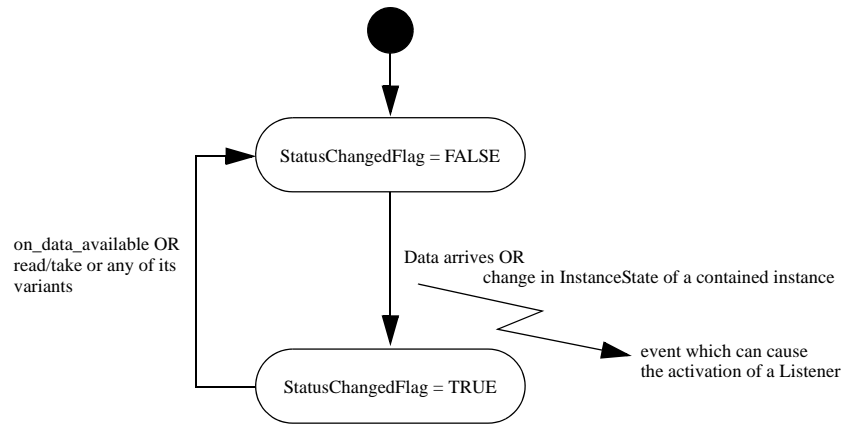 StatusChangedFlag = FALSE
on_data_available OR
read/take or any of its
variants
Data arrives OR
change in InstanceState of a contained instance
event which can cause
the activation of a Listener
StatusChangedFlag = TRUE